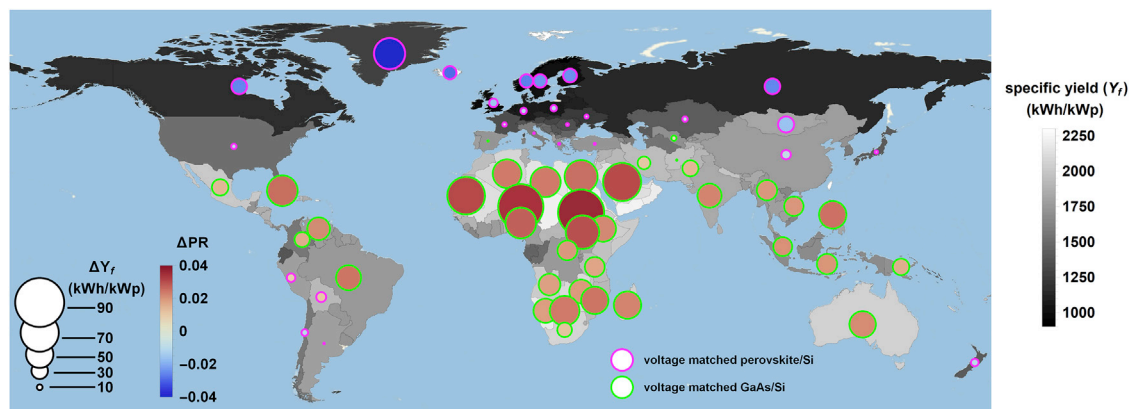 specific yield (Yf)
(kWh/kWp)
2250
2000
1750
1500
1250
1000
ΔPR
0.04
0.02
0
−0.02
−0.04
ΔYf
(kWh/kWp)
90
70
50
30
10
voltage matched perovskite/Si
voltage matched GaAs/Si